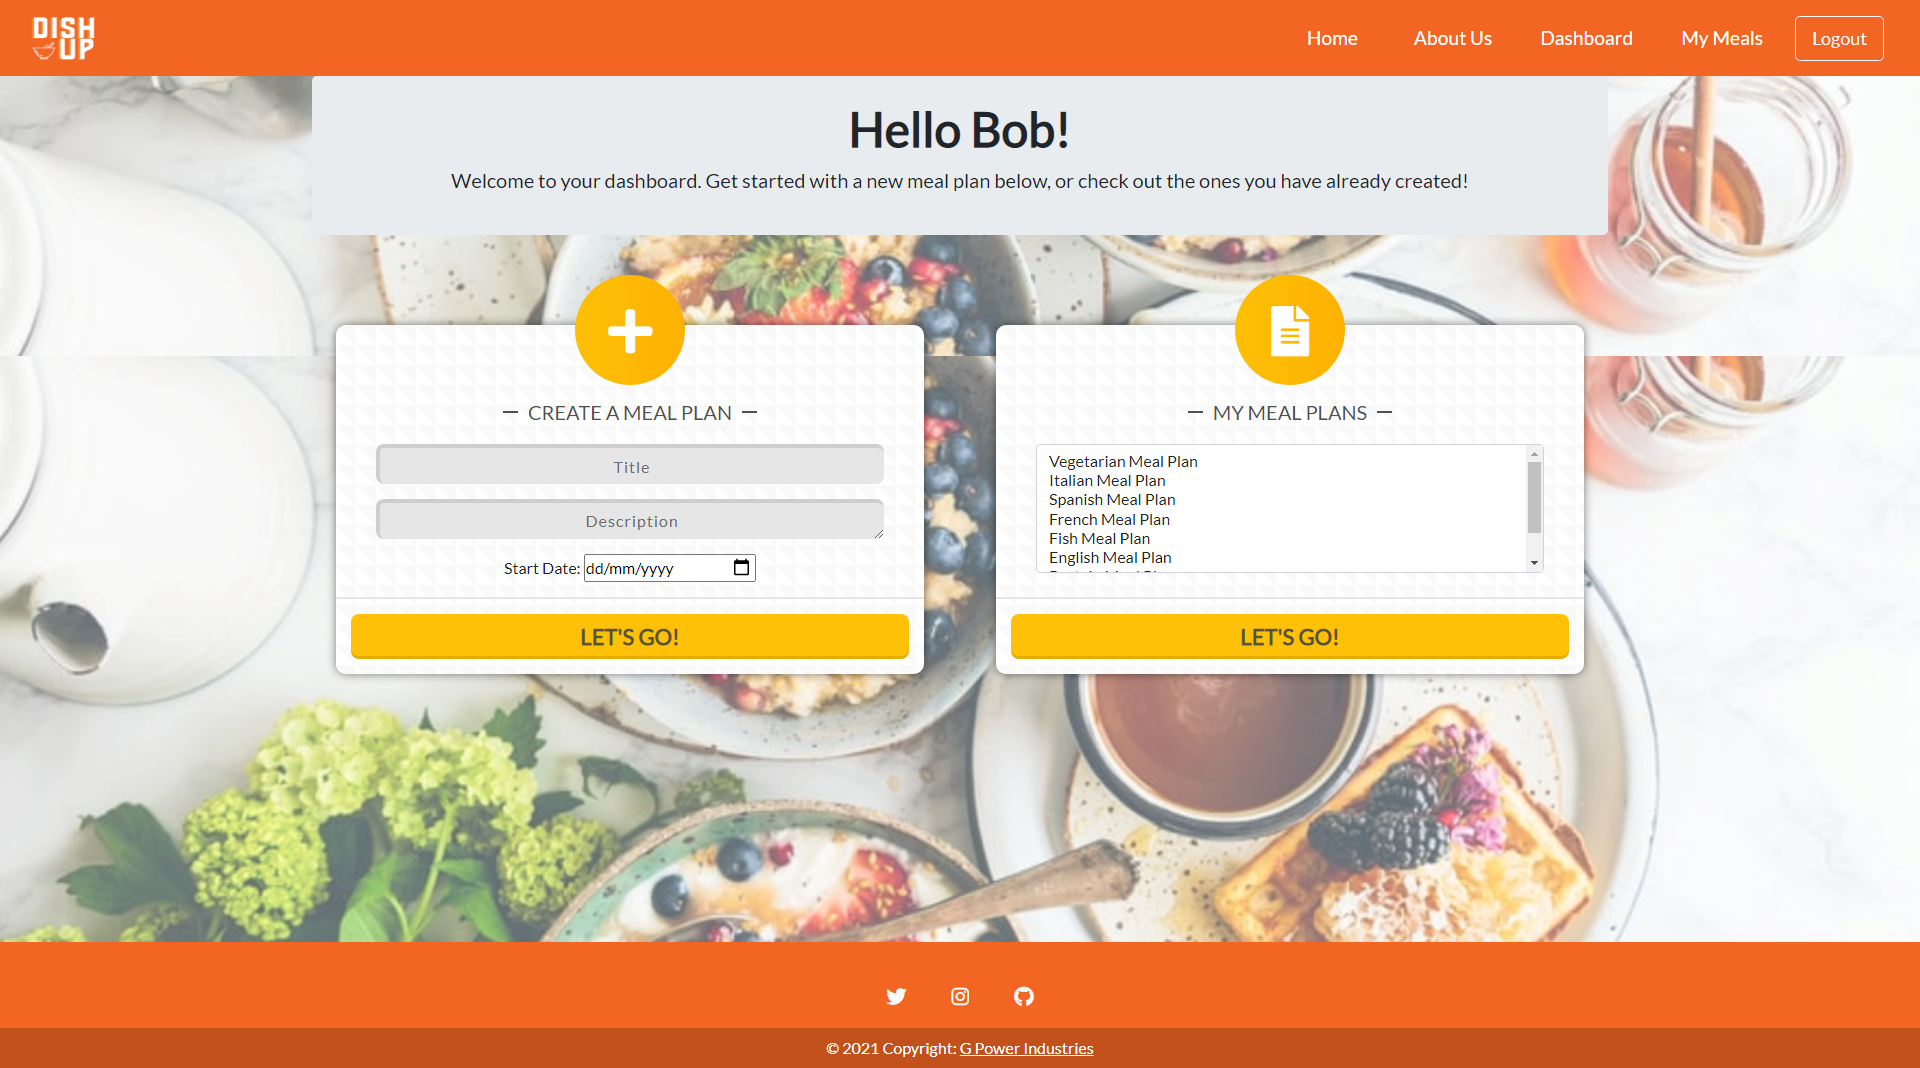 DISH
UP
Home
About Us
Dashboard
My Meals
Logout
Hello Bob!
Welcome to your dashboard. Get started with a new meal plan below, or check out the ones you have already created!
CREATE A MEAL PLAN
Title
Description
Start Date: dd/mm/yyyy
LET'S GO!
MY MEAL PLANS
Vegetarian Meal Plan
Italian Meal Plan
Spanish Meal Plan
French Meal Plan
Fish Meal Plan
English Meal Plan
LET'S GO!
© 2021 Copyright: G Power Industries